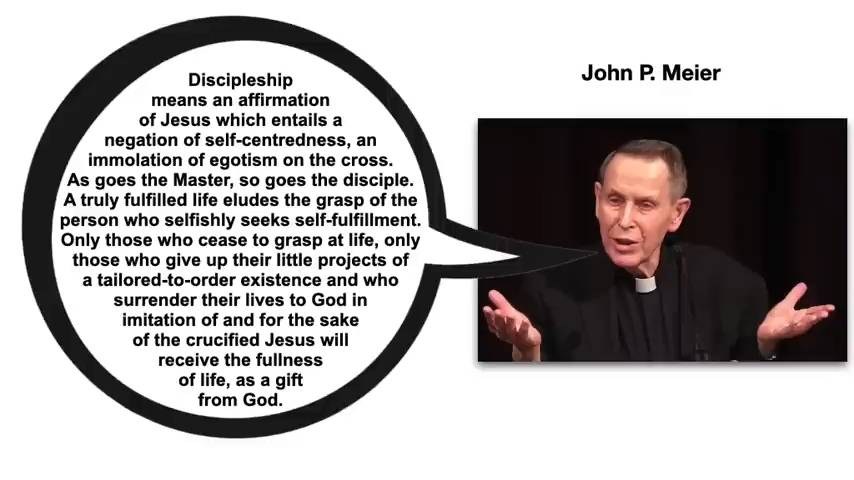 John P. Meier
Discipleship
means an affirmation
of Jesus which entails a
negation of self-centredness, an
immolation of egotism on the cross.
As goes the Master, so goes the disciple.
A truly fulfilled life eludes the grasp of the
person who selfishly seeks self-fulfillment.
Only those who cease to grasp at life, only
those who give up their little projects of
a tailored-to-order existence and who
surrender their lives to God in
imitation of and for the sake
of the crucified Jesus will
receive the fullness
of life, as a gift
from God.